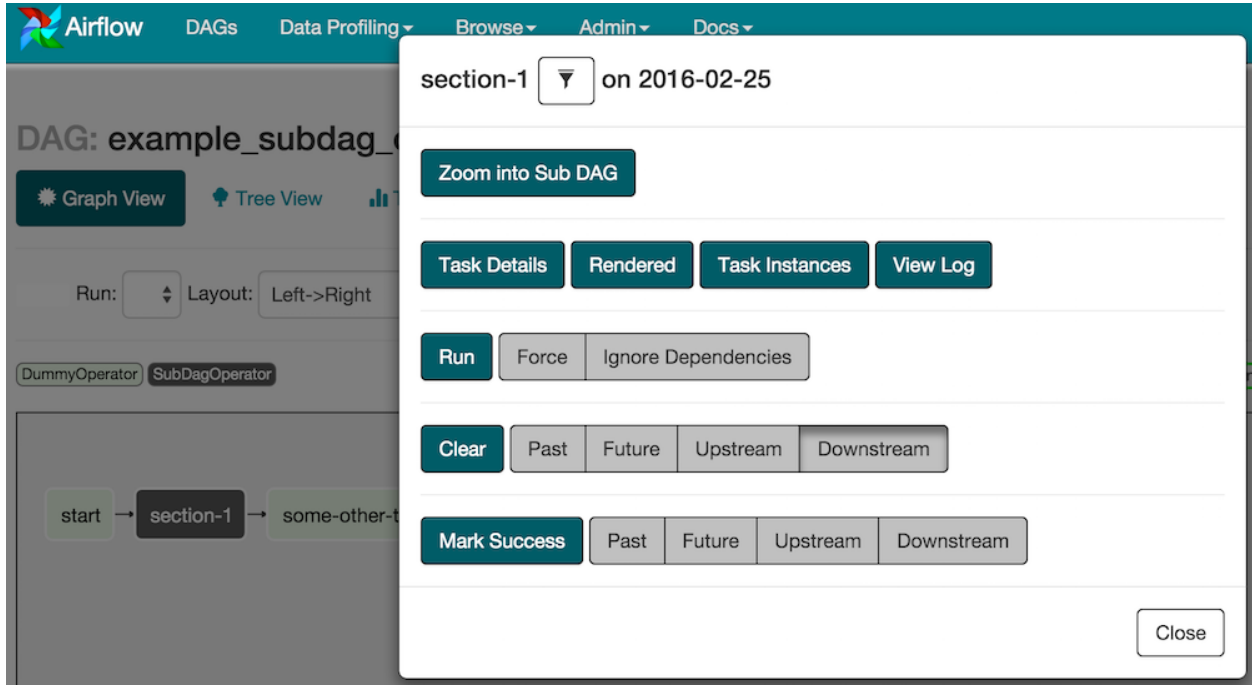 Airflow DAGs Data Profiling Browse Admin Docs
section-1 on 2016-02-25
DAG: example_subdag_
Zoom into Sub DAG
Graph View Tree View
Task Details Rendered Task Instances View Log
Run: Layout: Left->Right
Run Force Ignore Dependencies
DummyOperator SubDagOperator
Clear Past Future Upstream Downstream
start section-1 some-other-t
Mark Success Past Future Upstream Downstream
Close